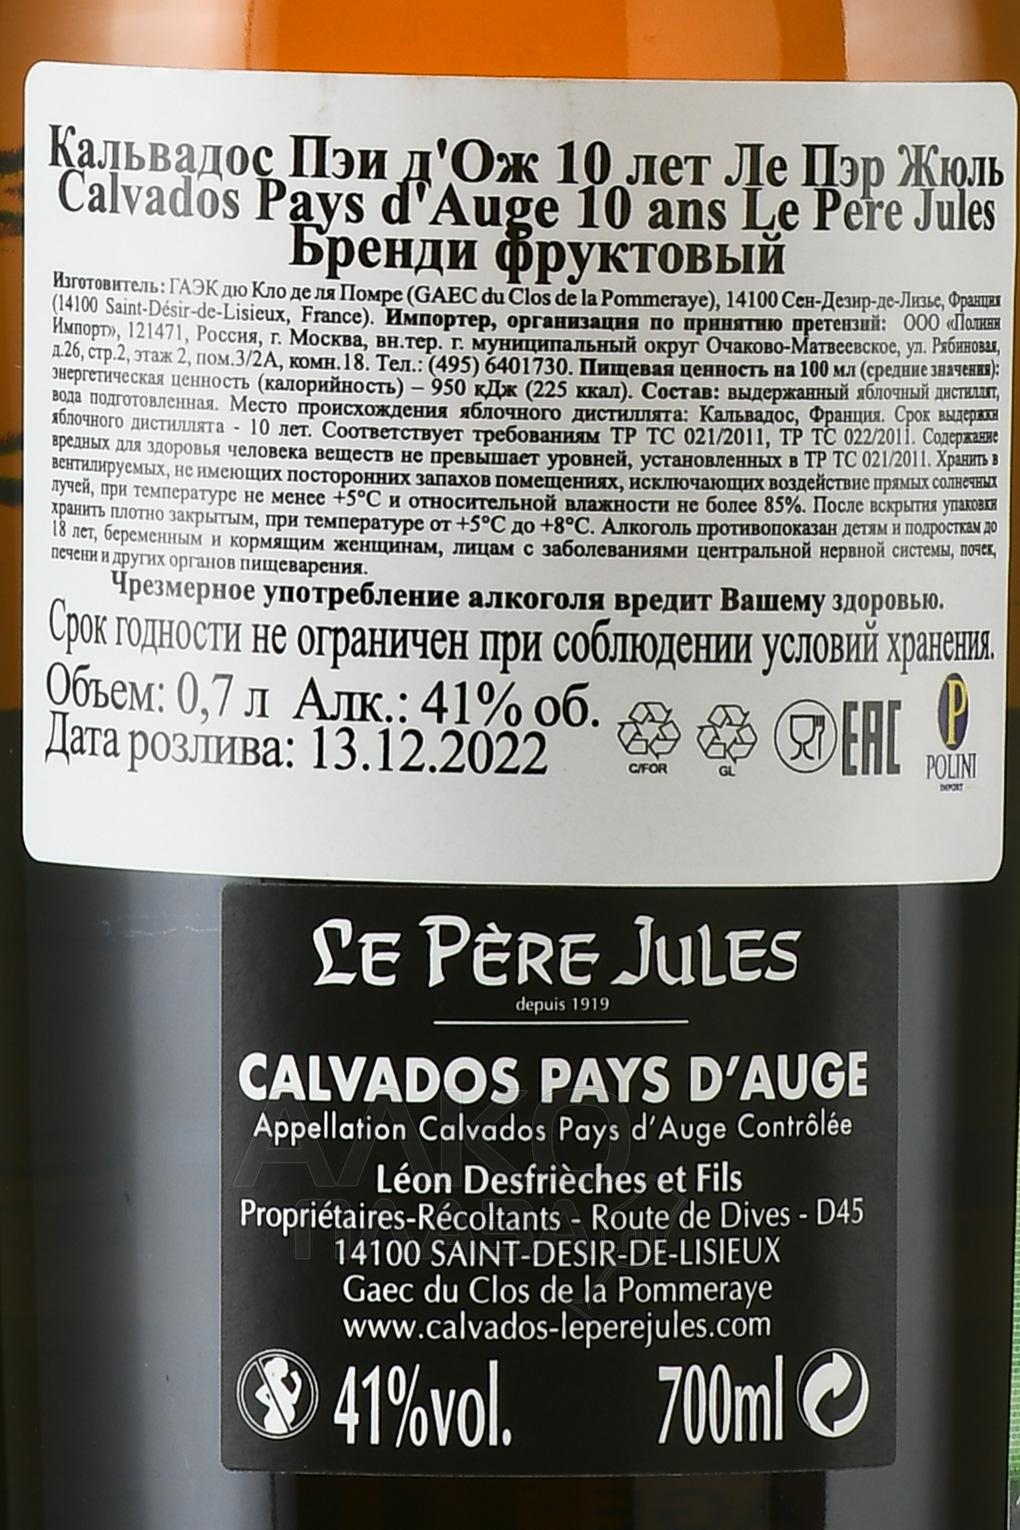 Кальвадос Пэи д'Ож 10 лет Ле Пэр Жюль
Calvados Pays d'Auge 10 ans Le Pere Jules
Бренди фруктовый
Изготовитель: ГАЭК дю Кло де ля Помре (GAEC du Clos de la Pommeraye), 14100 Сен-Дезир-де-Лизье, Франция
(14100 Saint-Désir-de-Lisieux, France). Импортер, организация по принятию претензий: ООО «Полини
Импорт», 121471, Россия, г. Москва, вн.тер. г. муниципальный округ Очаково-Матвеевское, ул. Рябиновая,
д.26, стр.2, этаж 2, пом.3/2А, комн.18. Тел.: (495) 6401730. Пищевая ценность на 100 мл (средние значения):
энергетическая ценность (калорийность) – 950 кДж (225 ккал). Состав: выдержанный яблочный дистиллят,
вода подготовленная. Место происхождения яблочного дистиллята: Кальвадос, Франция. Срок выдержки
яблочного дистиллята - 10 лет. Соответствует требованиям ТР ТС 021/2011, ТР ТС 022/2011. Содержание
вредных для здоровья человека веществ не превышает уровней, установленных в ТР ТС 021/2011. Хранить в
вентилируемых, не имеющих посторонних запахов помещениях, исключающих воздействие прямых солнечных
лучей, при температуре не менее +5°С и относительной влажности не более 85%. После вскрытия упаковки
хранить плотно закрытым, при температуре от +5°С до +8°С. Алкоголь противопоказан детям и подросткам до
18 лет, беременным и кормящим женщинам, лицам с заболеваниями центральной нервной системы, почек,
печени и других органов пищеварения.
Чрезмерное употребление алкоголя вредит Вашему здоровью.
Срок годности не ограничен при соблюдении условий хранения.
Объем: 0,7 л Алк.: 41% об.
Дата розлива: 13.12.2022
C/FOR GL EAC P POLINI IMPORT
LE PÈRE JULES
depuis 1919
CALVADOS PAYS D'AUGE
Appellation Calvados Pays d'Auge Contrôlée
Léon Desfrièches et Fils
Propriétaires-Récoltants - Route de Dives - D45
14100 SAINT-DESIR-DE-LISIEUX
Gaec du Clos de la Pommeraye
www.calvados-leperejules.com
41%vol. 700ml
АЛКО
ПЛАЗА